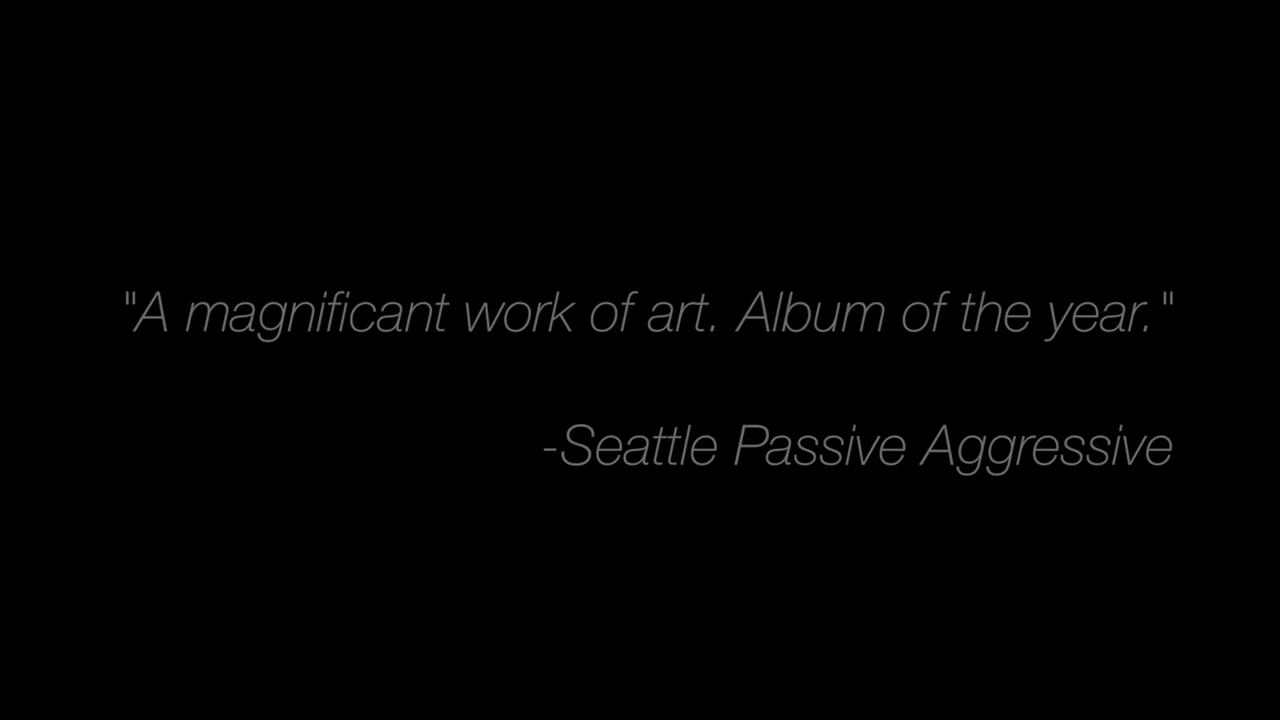 "A magnificant work of art. Album of the year."
-Seattle Passive Aggressive